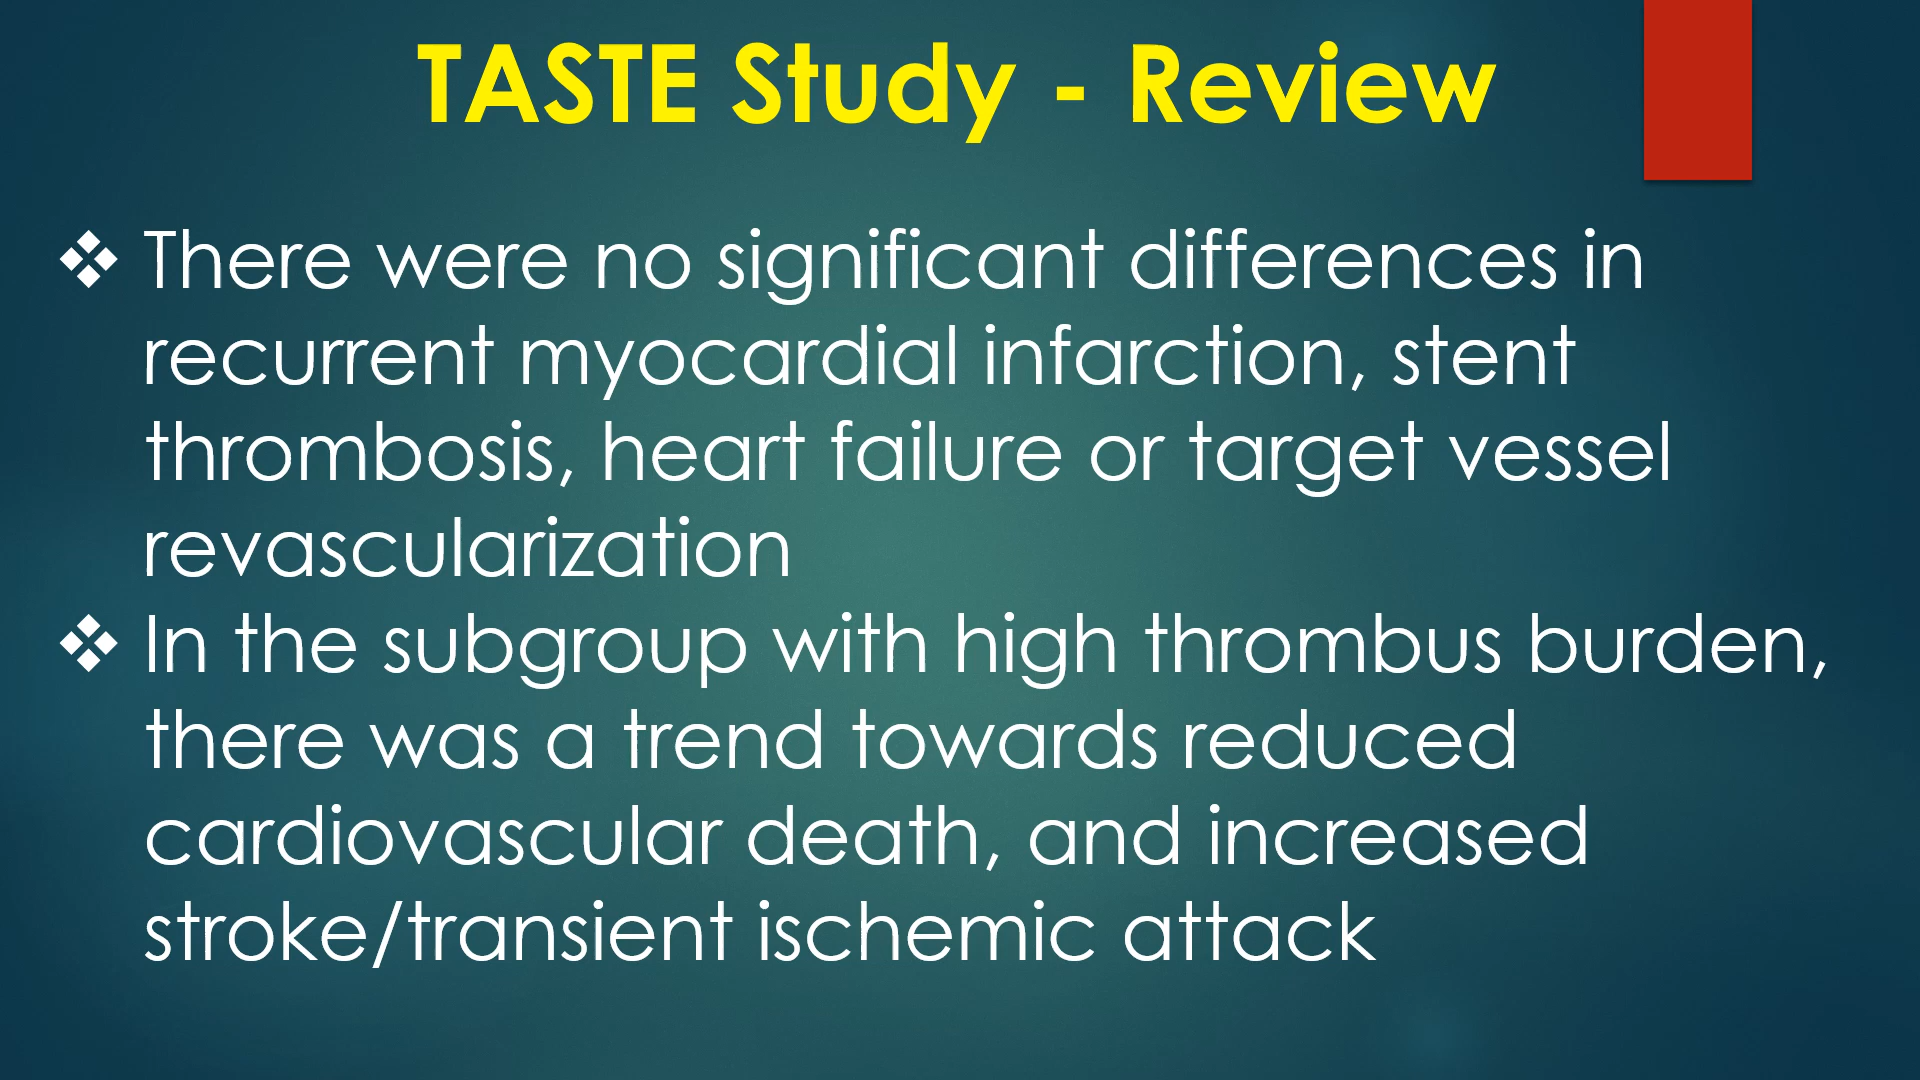 TASTE Study - Review
❖ There were no significant differences in
recurrent myocardial infarction, stent
thrombosis, heart failure or target vessel
revascularization
❖ In the subgroup with high thrombus burden,
there was a trend towards reduced
cardiovascular death, and increased
stroke/transient ischemic attack